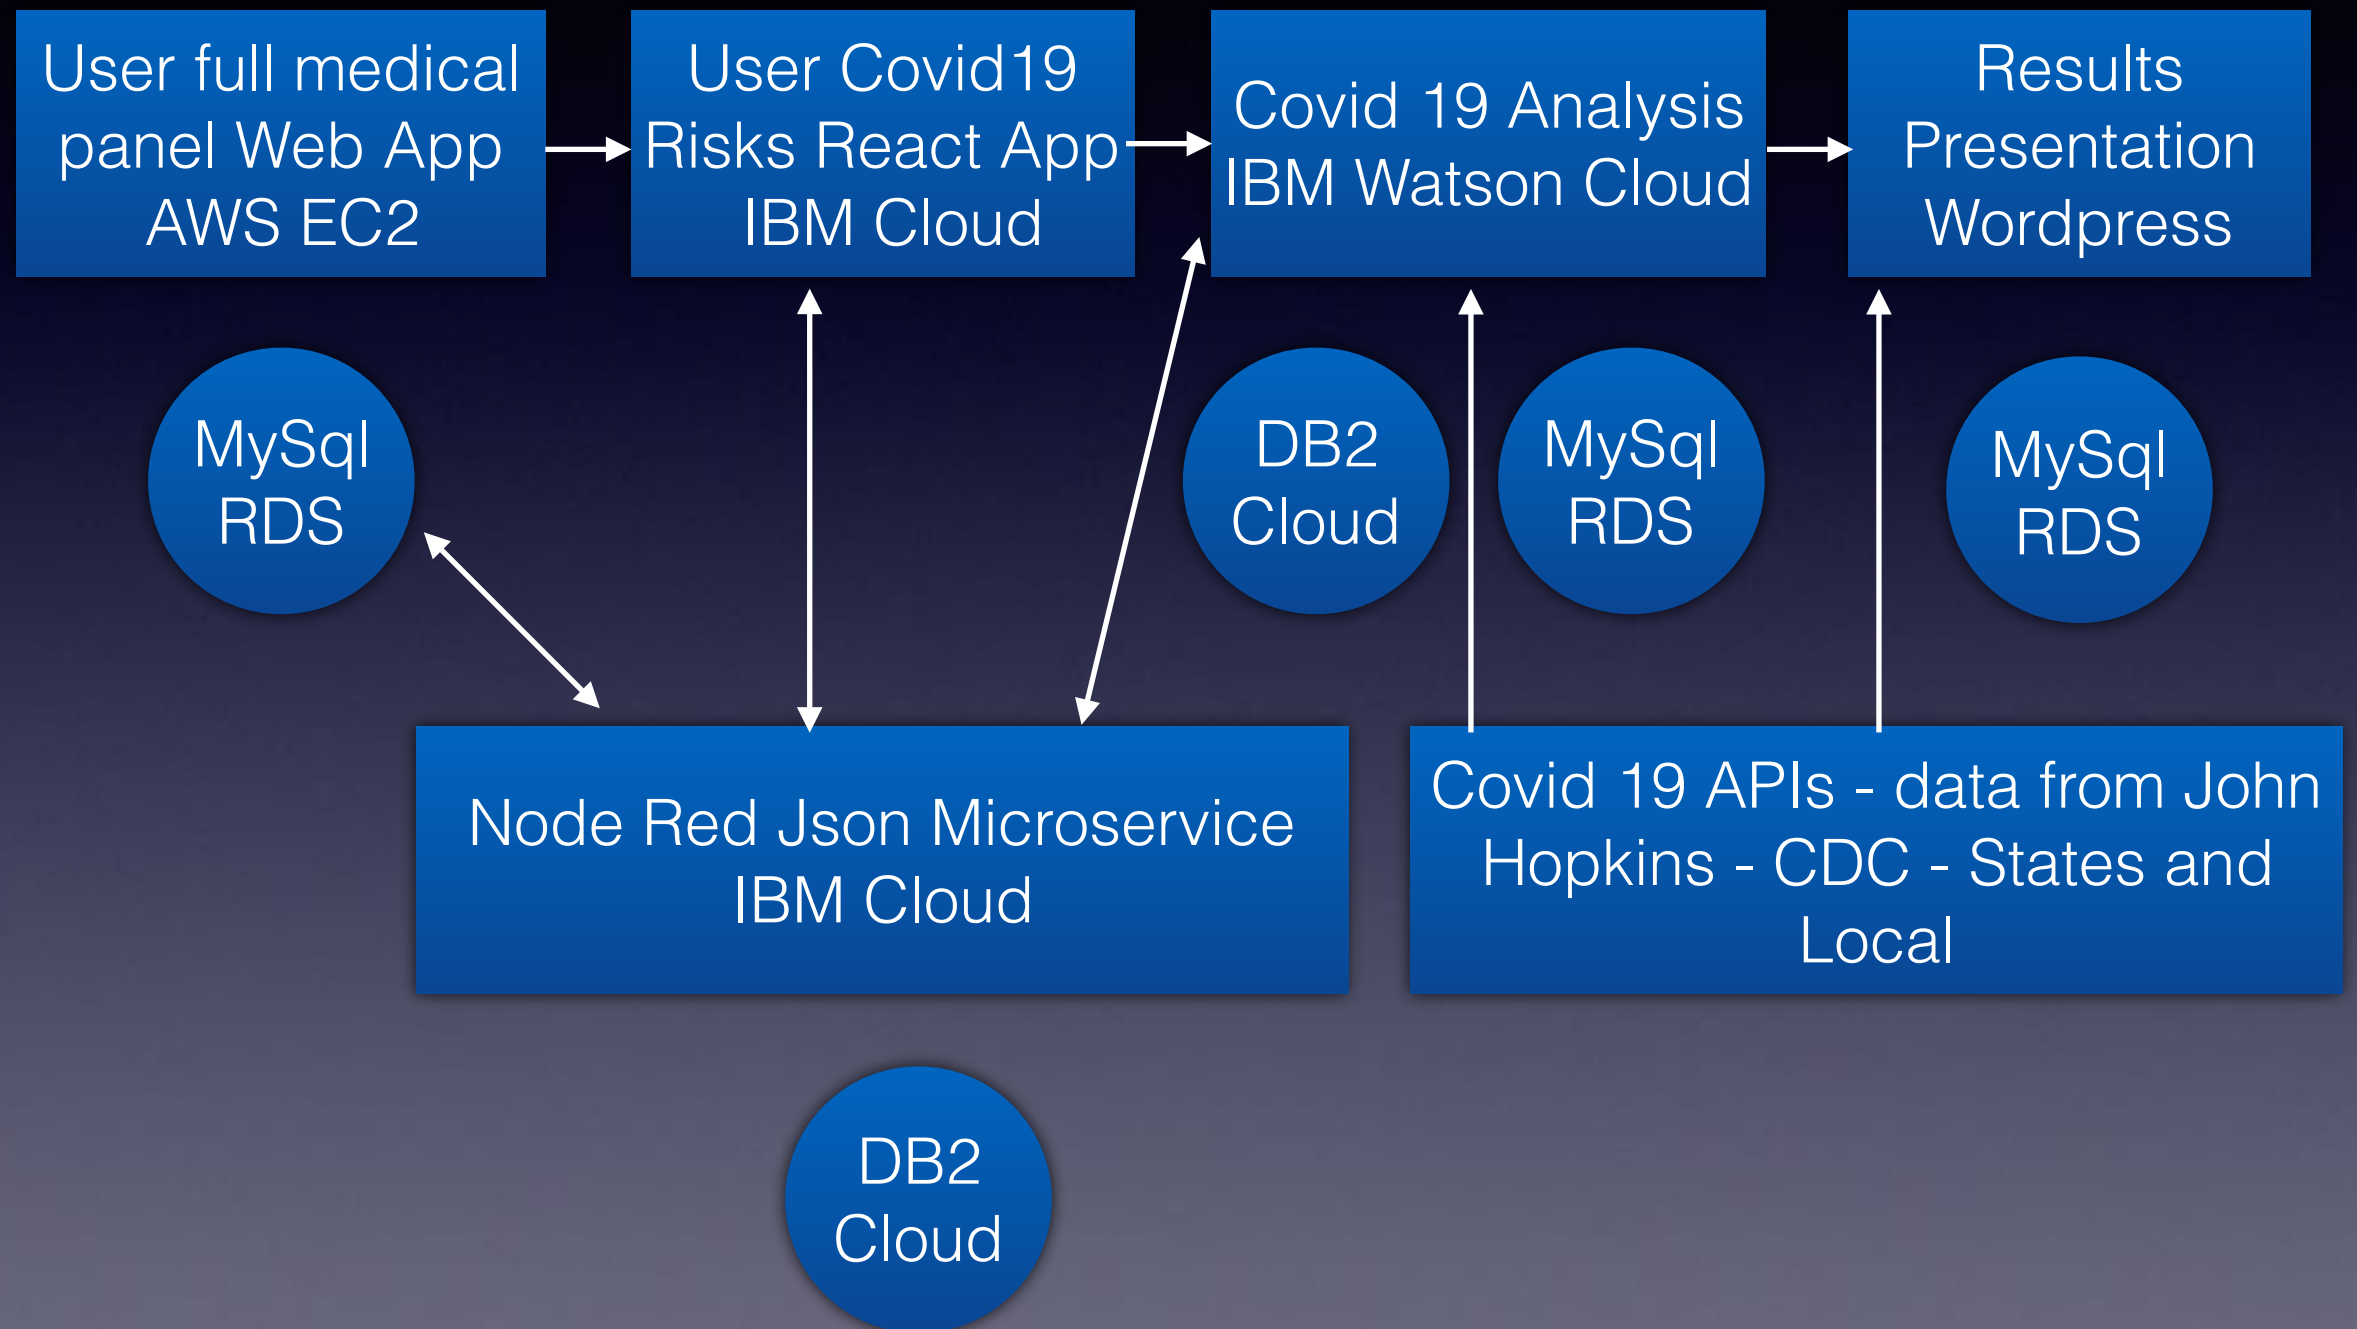 User full medical
panel Web App
AWS EC2
User Covid19
Risks React App
IBM Cloud
Covid 19 Analysis
IBM Watson Cloud
Results
Presentation
Wordpress
MySql
RDS
DB2
Cloud
MySql
RDS
MySql
RDS
Node Red Json Microservice
IBM Cloud
Covid 19 APIs - data from John
Hopkins - CDC - States and
Local
DB2
Cloud